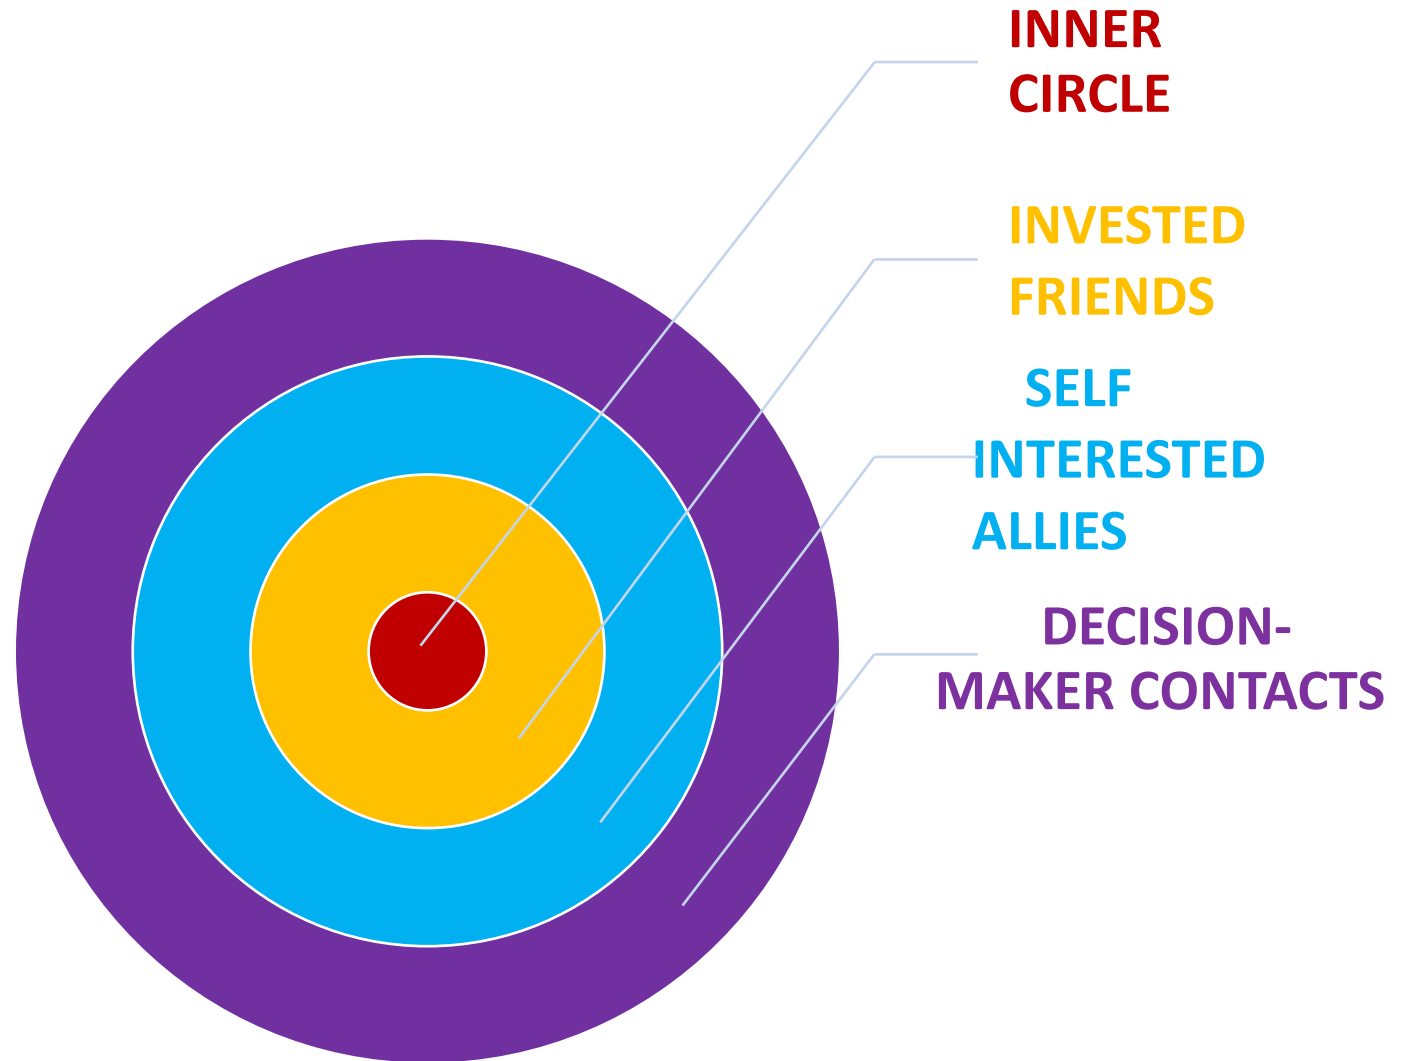 INNER
CIRCLE
INVESTED
FRIENDS
SELF
INTERESTED
ALLIES
DECISION-
MAKER CONTACTS